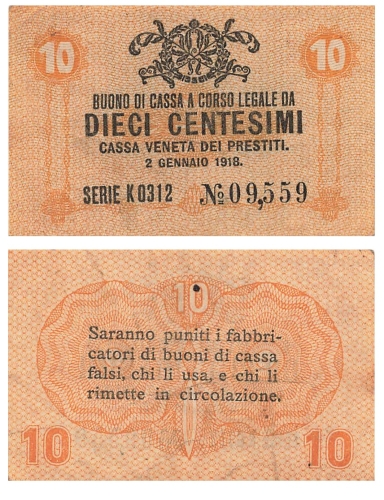 10 10
BUONO DI CASSA A CORSO LEGALE DA
DIECI CENTESIMI
CASSA VENETA DEI PRESTITI.
2 GENNAIO 1918.
SERIE K0312 № 09,559
10
Saranno puniti i fabbri-
catori di buoni di cassa
falsi, chi li usa, e chi li
rimette in circolazione.
10 10